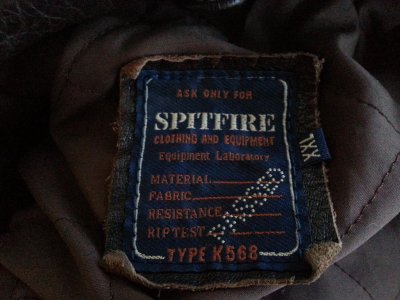 ASK ONLY FOR
SPITFIRE
CLOTHING AND EQUIPMENT
Equipment Laboratory
MATERIAL
FABRIC
RESISTANCE
RIPTEST
TYPE K568
XXL